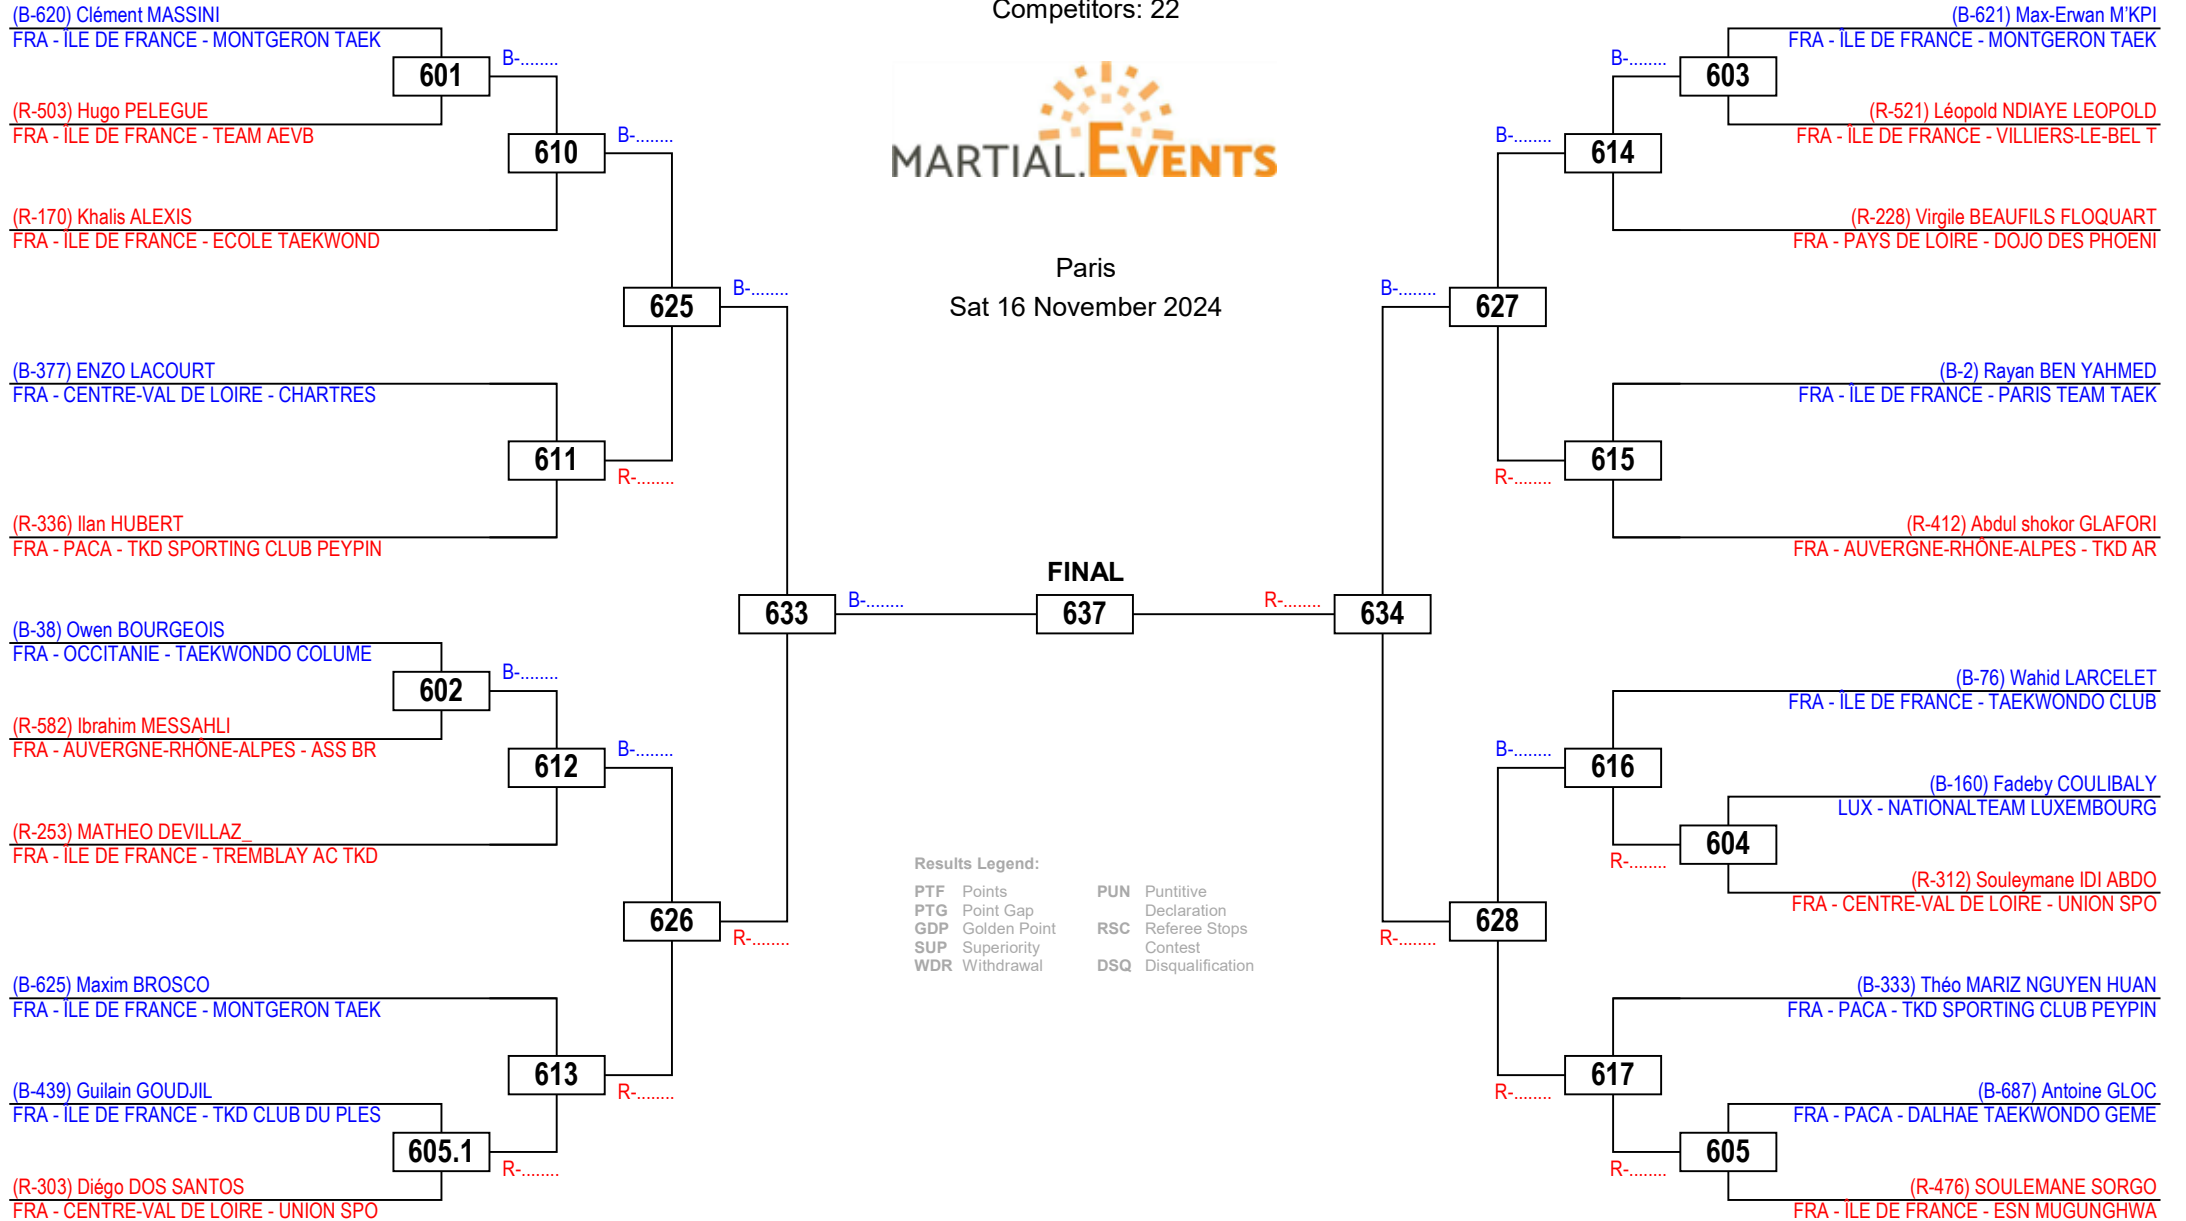 Competitors: 22
MARTIAL.EVENTS
Paris
Sat 16 November 2024
(B-620) Clément MASSINI
FRA - ÎLE DE FRANCE - MONTGERON TAEK
601
B-........
(R-503) Hugo PELEGUE
FRA - ÎLE DE FRANCE - TEAM AEVB
610
B-........
(R-170) Khalis ALEXIS
FRA - ÎLE DE FRANCE - ECOLE TAEKWOND
625
B-........
(B-377) ENZO LACOURT
FRA - CENTRE-VAL DE LOIRE - CHARTRES
611
R-........
(R-336) Ilan HUBERT
FRA - PACA - TKD SPORTING CLUB PEYPIN
633
B-........
(B-38) Owen BOURGEOIS
FRA - OCCITANIE - TAEKWONDO COLUME
602
B-........
(R-582) Ibrahim MESSAHLI
FRA - AUVERGNE-RHÔNE-ALPES - ASS BR
612
B-........
(R-253) MATHEO DEVILLAZ_
FRA - ÎLE DE FRANCE - TREMBLAY AC TKD
626
R-........
(B-625) Maxim BROSCO
FRA - ÎLE DE FRANCE - MONTGERON TAEK
613
R-........
(B-439) Guilain GOUDJIL
FRA - ÎLE DE FRANCE - TKD CLUB DU PLES
605.1
R-........
(R-303) Diégo DOS SANTOS
FRA - CENTRE-VAL DE LOIRE - UNION SPO
FINAL
637
Results Legend:
PTF Points
PTG Point Gap
GDP Golden Point
SUP Superiority
WDR Withdrawal
PUN Puntitive
Declaration
RSC Referee Stops
Contest
DSQ Disqualification
(B-621) Max-Erwan M'KPI
FRA - ÎLE DE FRANCE - MONTGERON TAEK
B-........
603
(R-521) Léopold NDIAYE LEOPOLD
FRA - ÎLE DE FRANCE - VILLIERS-LE-BEL T
B-........
614
(R-228) Virgile BEAUFILS FLOQUART
FRA - PAYS DE LOIRE - DOJO DES PHOENI
B-........
627
(B-2) Rayan BEN YAHMED
FRA - ÎLE DE FRANCE - PARIS TEAM TAEK
615
R-........
(R-412) Abdul shokor GLAFORI
FRA - AUVERGNE-RHÔNE-ALPES - TKD AR
R-........
634
(B-76) Wahid LARCELET
FRA - ÎLE DE FRANCE - TAEKWONDO CLUB
B-........
616
(B-160) Fadeby COULIBALY
LUX - NATIONALTEAM LUXEMBOURG
604
R-........
(R-312) Souleymane IDI ABDO
FRA - CENTRE-VAL DE LOIRE - UNION SPO
628
R-........
(B-333) Théo MARIZ NGUYEN HUAN
FRA - PACA - TKD SPORTING CLUB PEYPIN
617
R-........
(B-687) Antoine GLOC
FRA - PACA - DALHAE TAEKWONDO GEME
605
R-........
(R-476) SOULEMANE SORGO
FRA - ÎLE DE FRANCE - ESN MUGUNGHWA